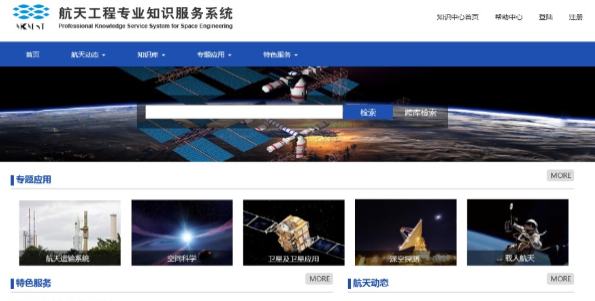 航天工程专业知识服务系统
Professional Knowledge Service System for Space Engineering
知识中心首页 帮助中心 登陆 注册
首页 航天动态 知识库 专题应用 特色服务
检索 跨库检索
专题应用 MORE
航天运输系统 空间科学 卫星及卫星应用 深空探测 载人航天
特色服务 MORE 航天动态 MORE